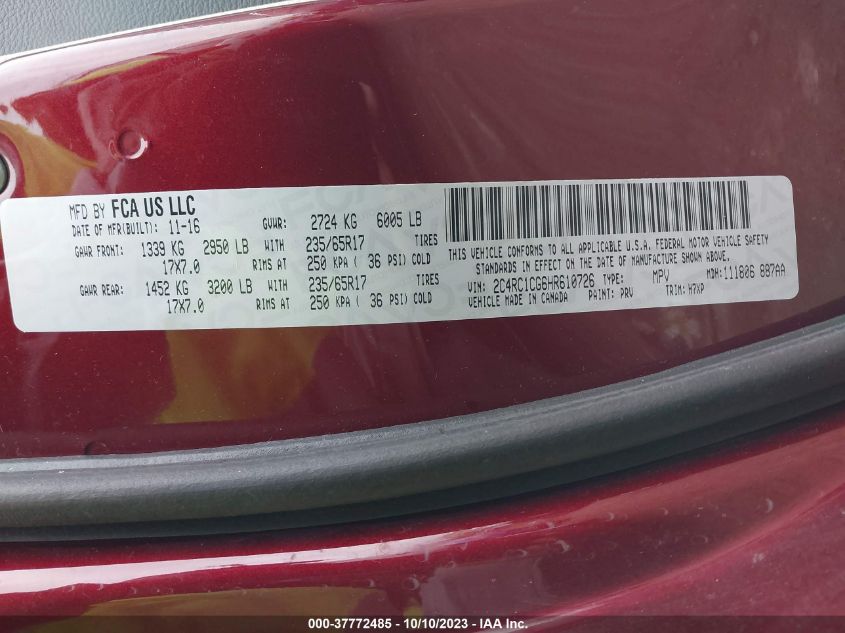 MFD BY FCA US LLC
DATE OF MFR(BUILT): 11-16 GVWR: 2724 KG 6005 LB
GAWR FRONT: 1339 KG 2950 LB WITH 235/65R17 TIRES
17X7.0 RIMS AT 250 KPA ( 36 PSI) COLD
GAWR REAR: 1452 KG 3200 LB WITH 235/65R17 TIRES
17X7.0 RIMS AT 250 KPA ( 36 PSI) COLD
THIS VEHICLE CONFORMS TO ALL APPLICABLE U.S.A. FEDERAL MOTOR VEHICLE SAFETY
STANDARDS IN EFFECT ON THE DATE OF MANUFACTURE SHOWN ABOVE.
VIN: 2C4RC1CG6HR610726 TYPE: MPV MDH: 111806 887AA
VEHICLE MADE IN CANADA PAINT: PRV TRIM: H7XP
000-37772485 - 10/10/2023 - IAA Inc.